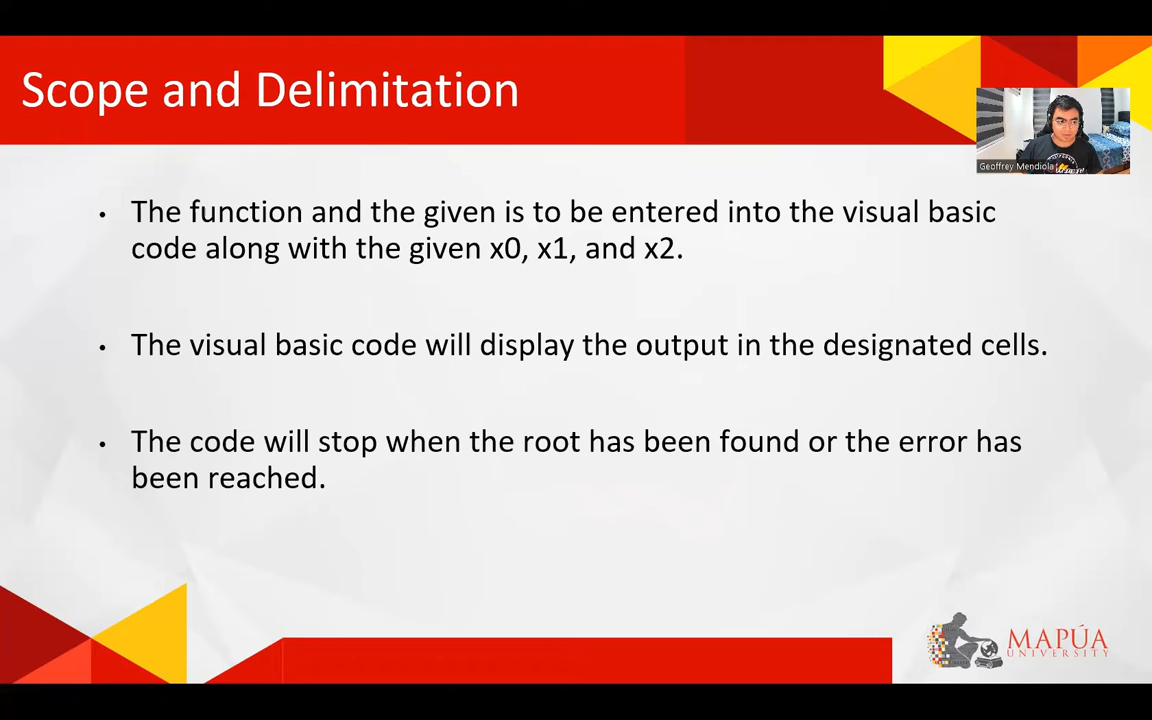 Scope and Delimitation
Geoffrey Mendiola
• The function and the given is to be entered into the visual basic
code along with the given x0, x1, and x2.
• The visual basic code will display the output in the designated cells.
• The code will stop when the root has been found or the error has
been reached.
MAPÚA
UNIVERSITY